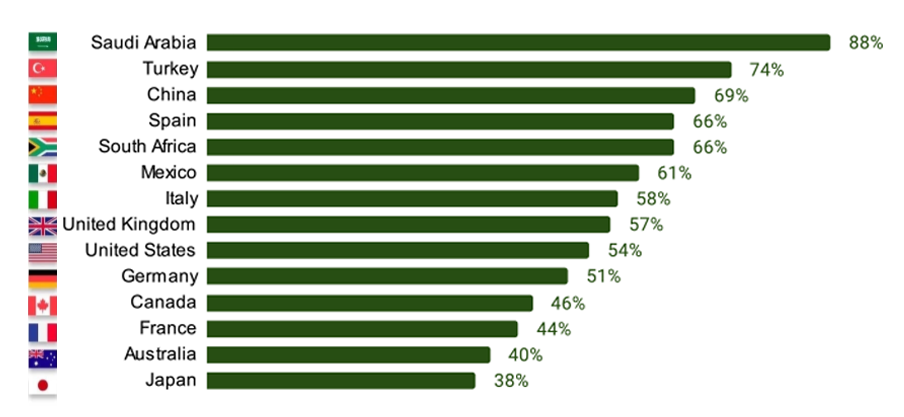 Saudi Arabia 88%
Turkey 74%
China 69%
Spain 66%
South Africa 66%
Mexico 61%
Italy 58%
United Kingdom 57%
United States 54%
Germany 51%
Canada 46%
France 44%
Australia 40%
Japan 38%